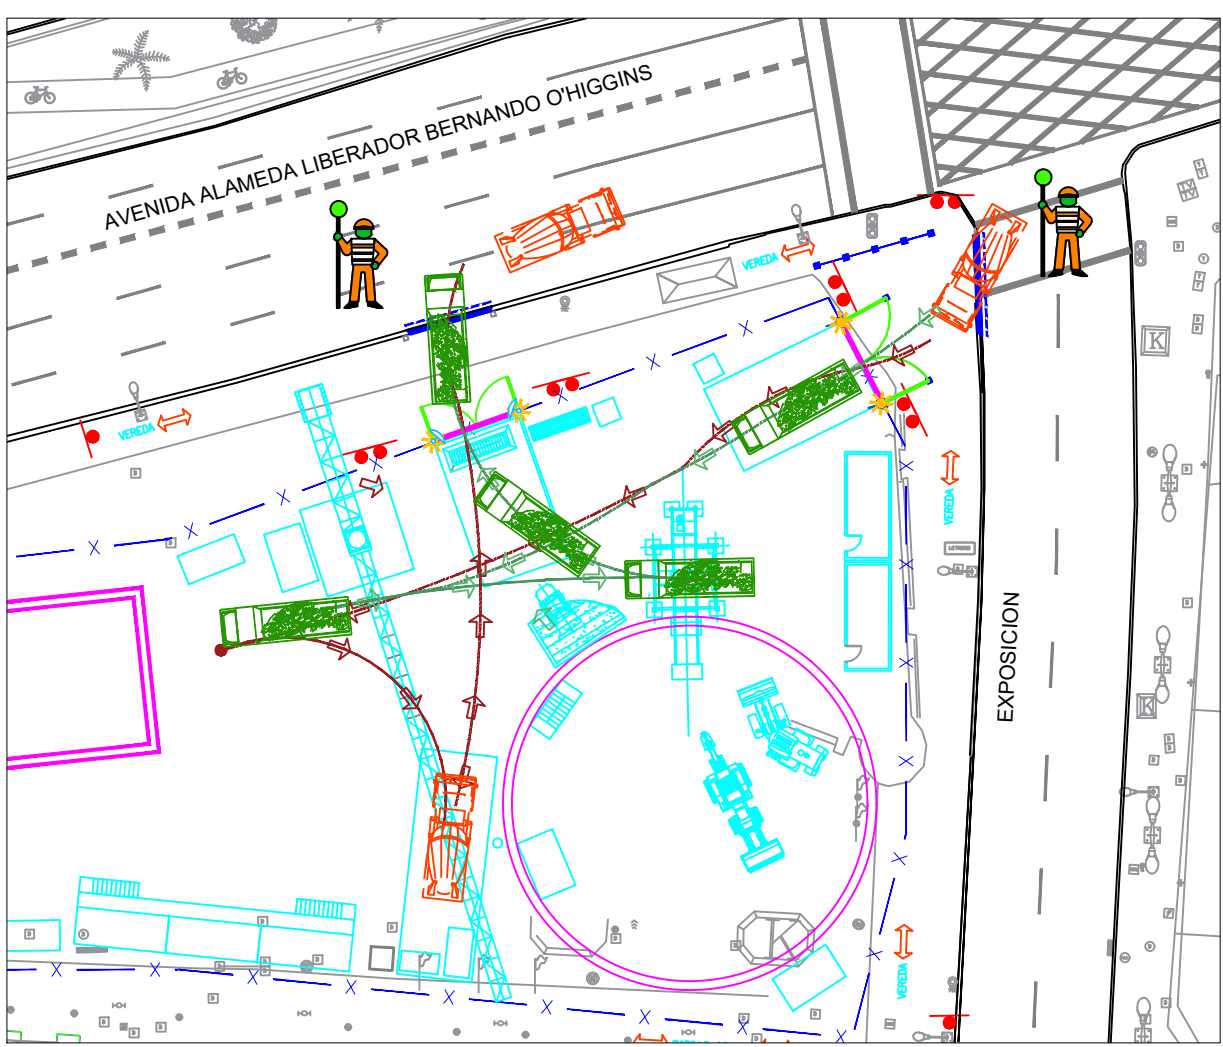 AVENIDA ALAMEDA LIBERADOR BERNANDO O'HIGGINS
VEREDA
VEREDA
VEREDA
K
EXPOSICION
K
VEREDA